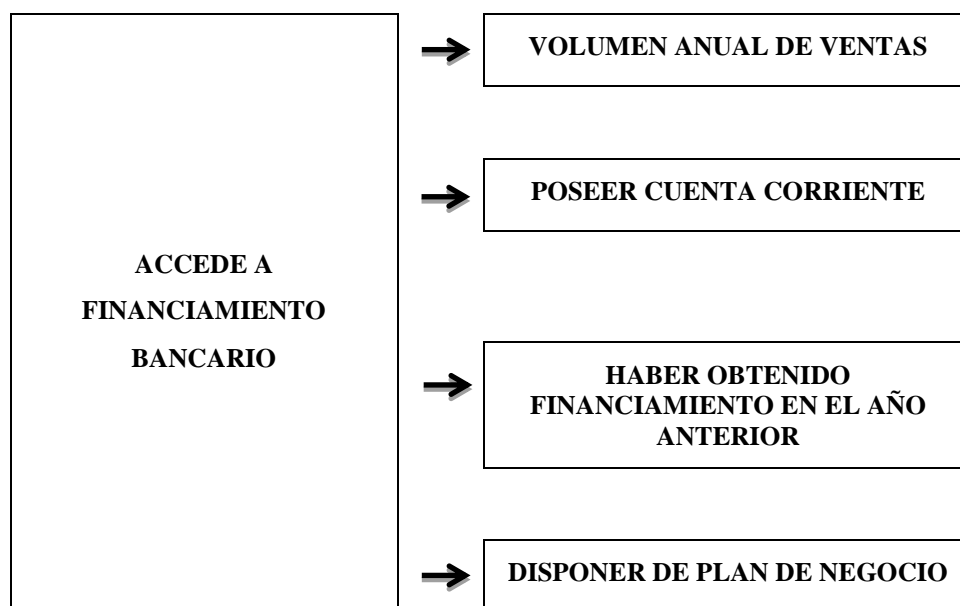 VOLUMEN ANUAL DE VENTAS
POSEER CUENTA CORRIENTE
ACCEDE A
FINANCIAMIENTO
BANCARIO
HABER OBTENIDO
FINANCIAMIENTO EN EL AÑO
ANTERIOR
DISPONER DE PLAN DE NEGOCIO